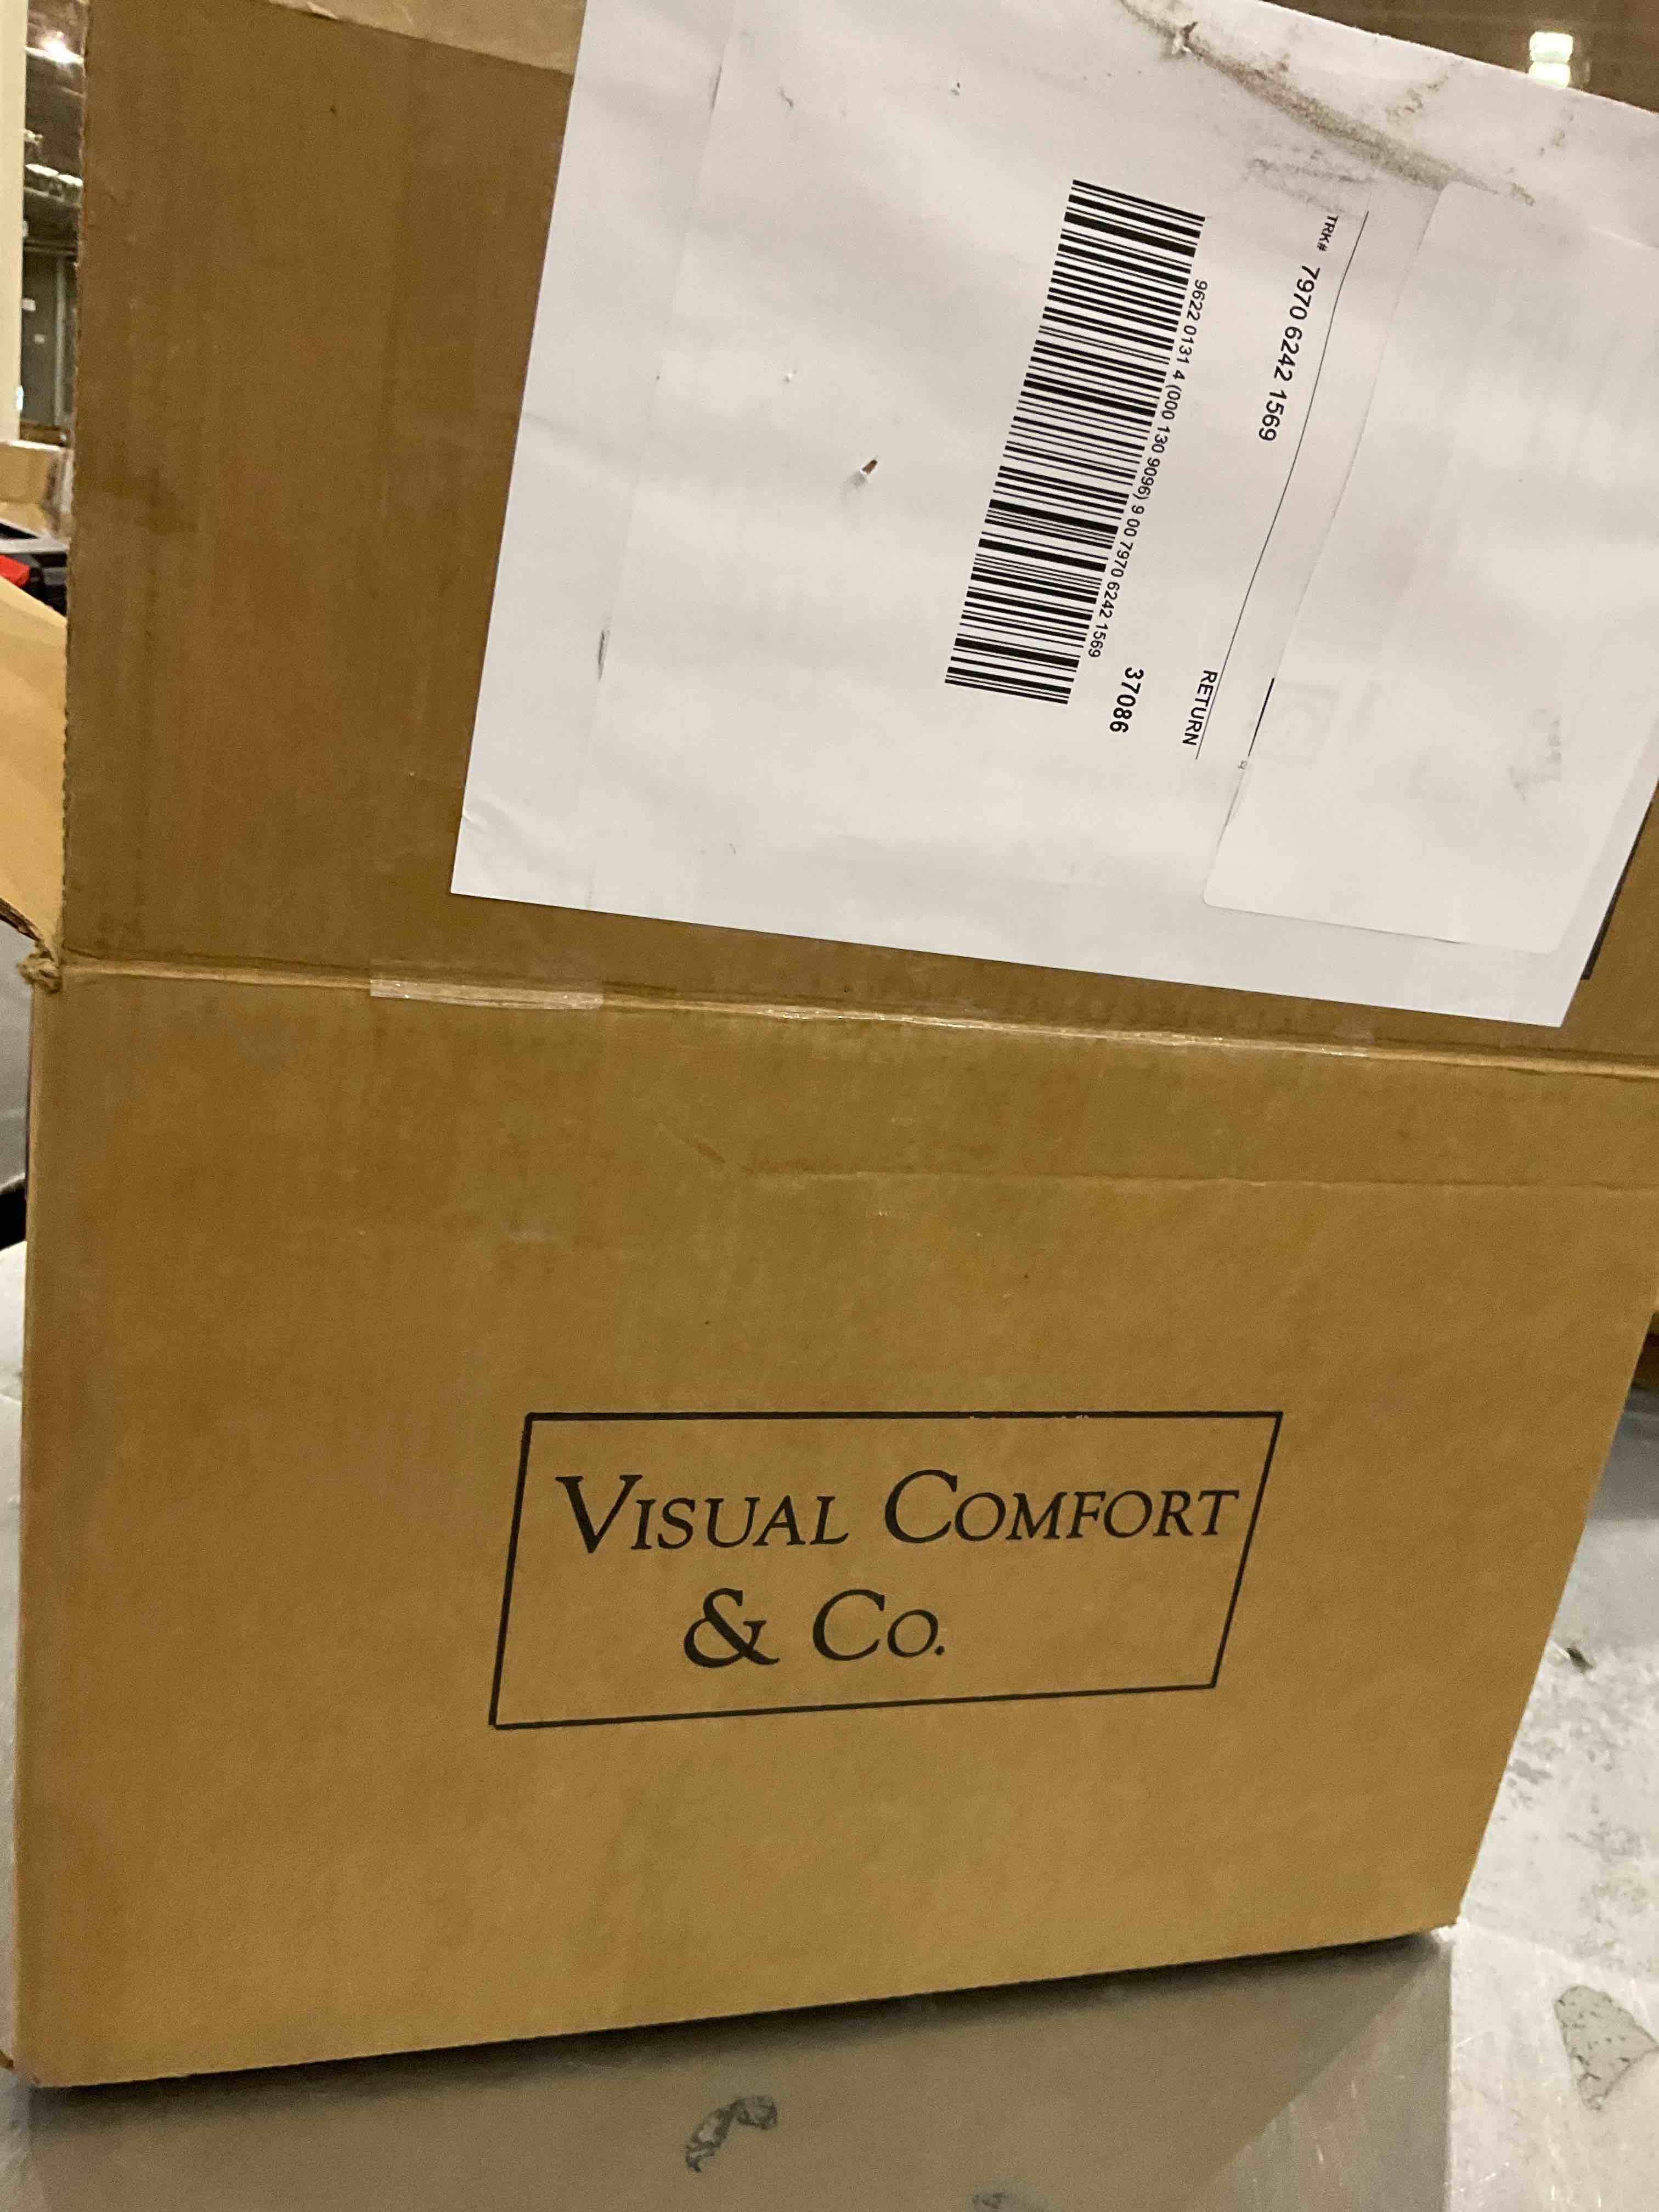 TRK# 7970 6242 1569
RETURN
37086
9622 0131 4 (000 130 9096) 9 00 7970 6242 1569
VISUAL COMFORT
& CO.